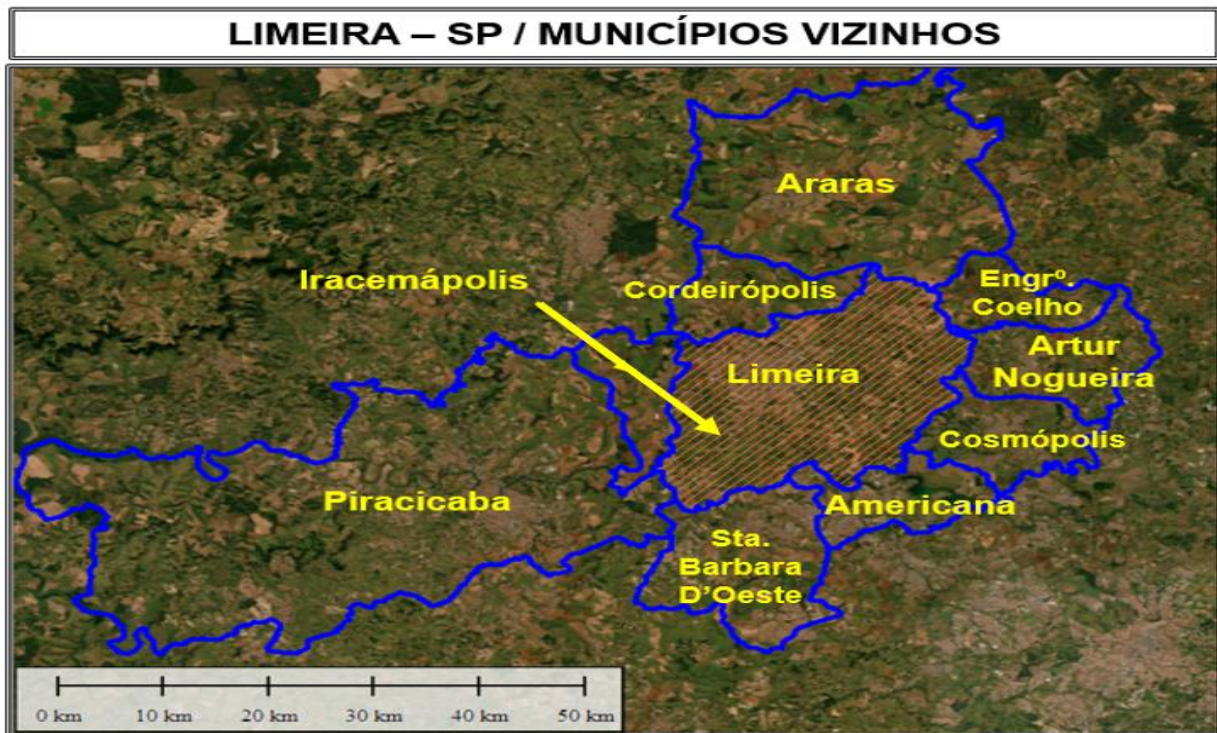 LIMEIRA – SP / MUNICÍPIOS VIZINHOS
Araras
Iracemápolis
Cordeirópolis
Engrº.
Coelho
Artur
Nogueira
Limeira
Cosmópolis
Piracicaba
Americana
Sta.
Barbara
D'Oeste
0 km
10 km
20 km
30 km
40 km
50 km